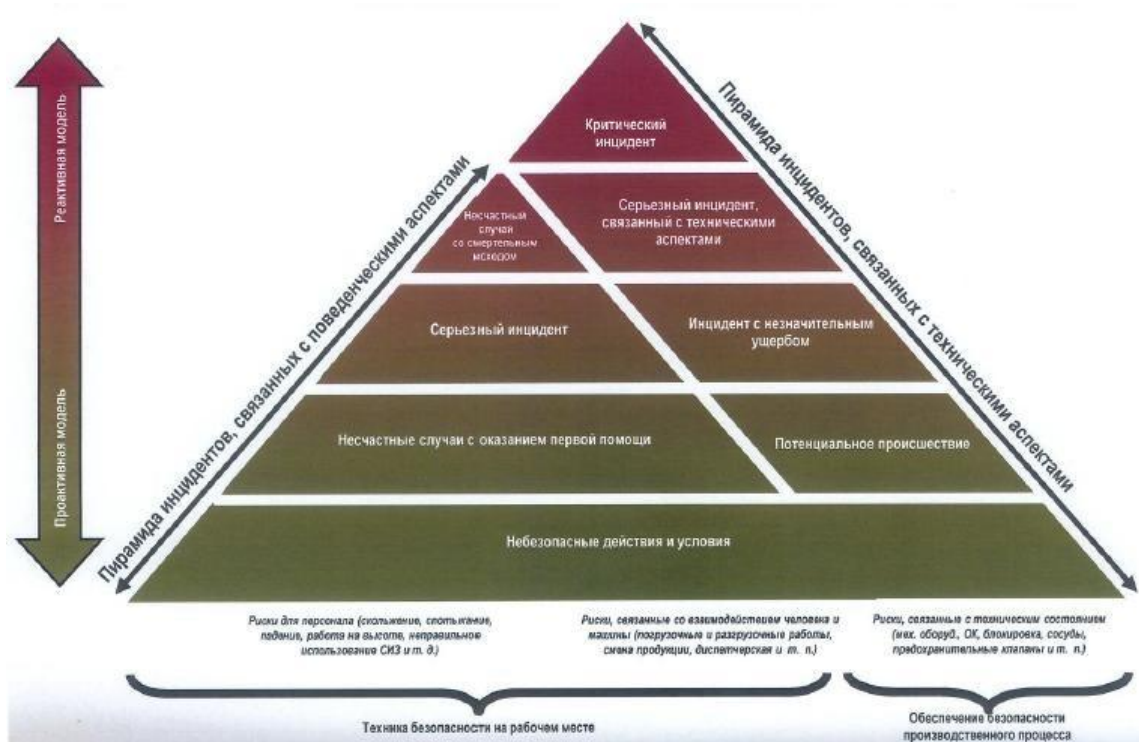 Реактивная модель
Проактивная модель
Пирамида инцидентов, связанных с поведенческими аспектами
Пирамида инцидентов, связанных с техническими аспектами
Критический
инцидент
Несчастный
случай
со смертельным
исходом
Серьезный инцидент,
связанный с техническими
аспектами
Серьезный инцидент
Инцидент с незначительным
ущербом
Несчастные случаи с оказанием первой помощи
Потенциальное происшествие
Небезопасные действия и условия
Риски для персонала (скольжение, спотыкание,
падение, работа на высоте, неправильное
использование СИЗ и т. д.)
Риски, связанные со взаимодействием человека и
машины (погрузочные и разгрузочные работы,
смена продукции, диспетчерская и т. п.)
Риски, связанные с техническим состоянием
(мех. оборуд., ОК, блокировка, сосуды,
предохранительные клапаны и т. п.)
Техника безопасности на рабочем месте
Обеспечение безопасности
производственного процесса